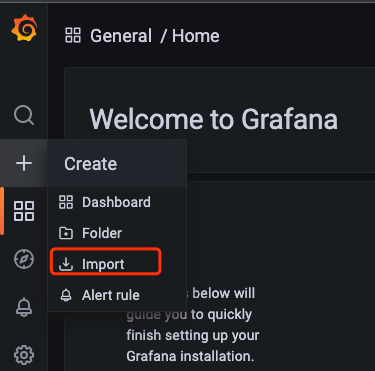 General / Home
Welcome to Grafana
Create
Dashboard
Folder
Import
Alert rule
s below will
guide you to quickly
finish setting up your
Grafana installation.